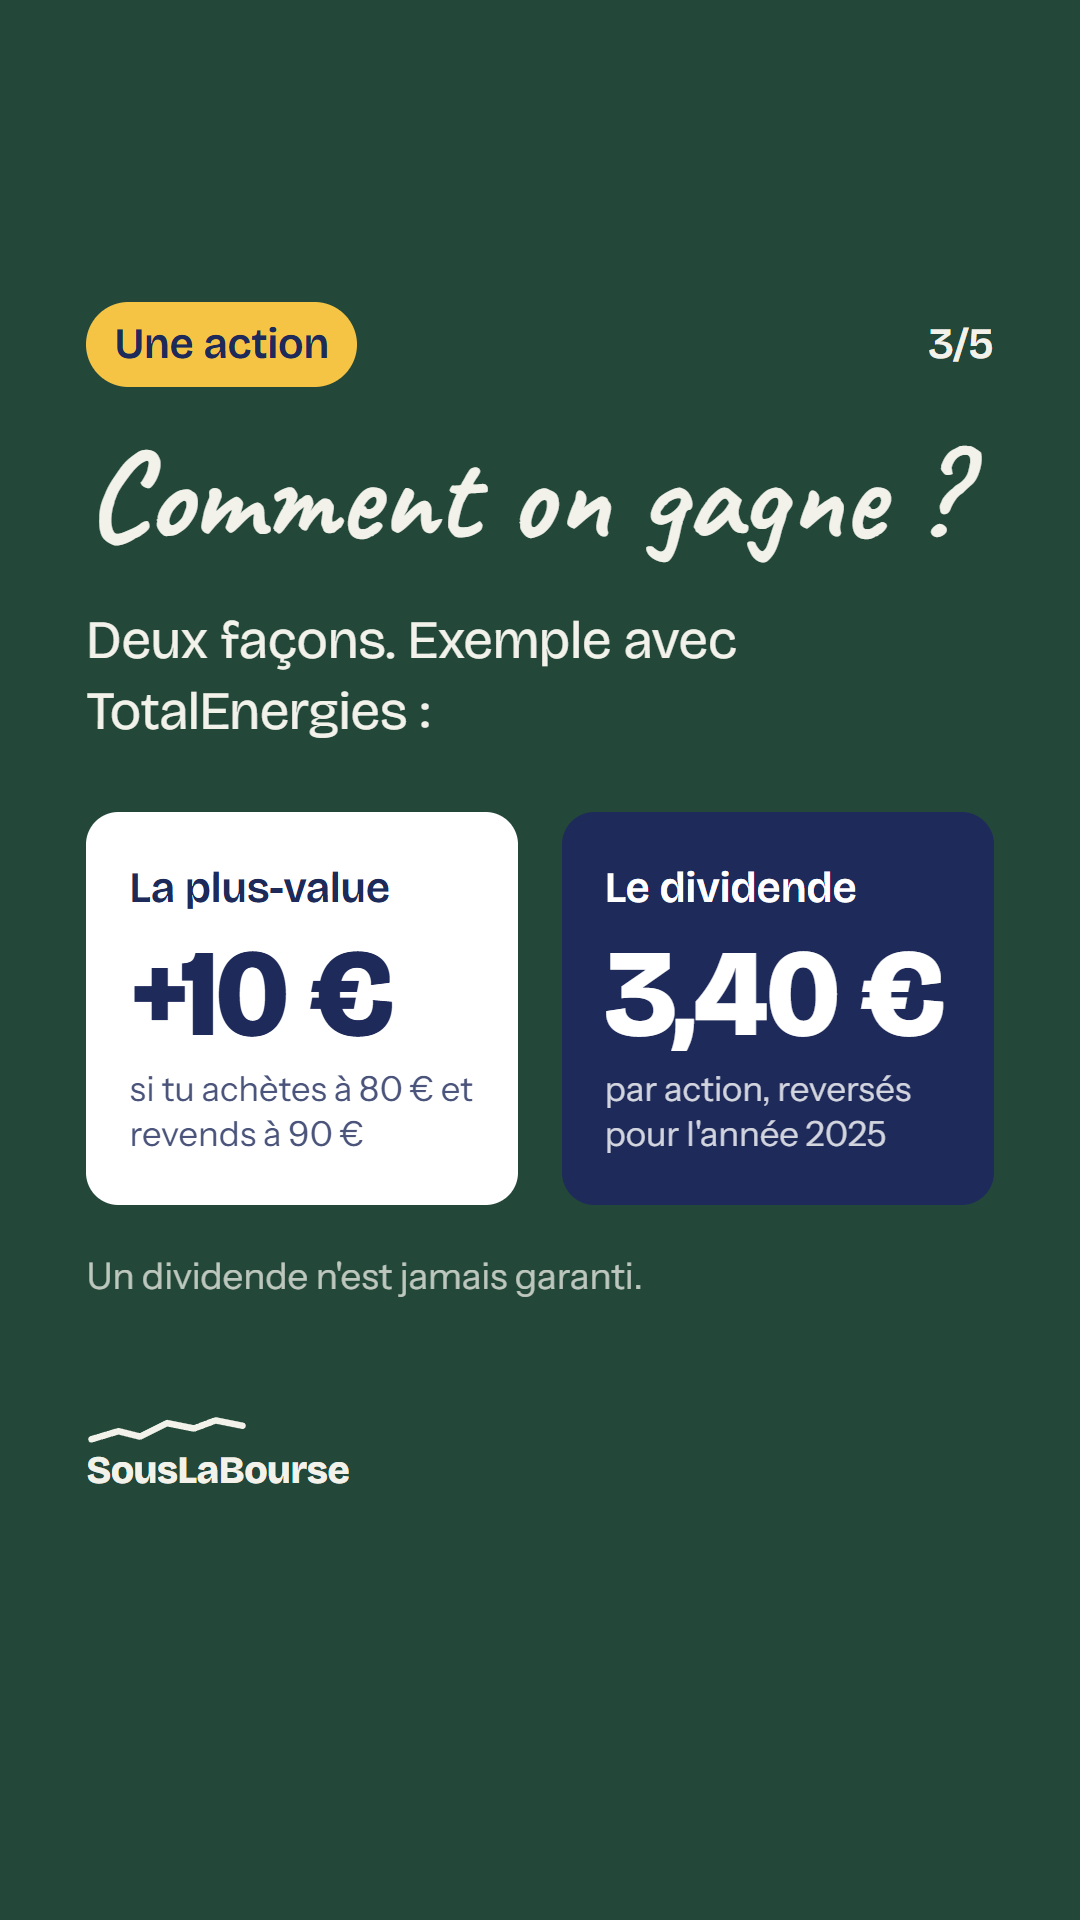 Une action
3/5
Comment on gagne ?
Deux façons. Exemple avec
TotalEnergies :
La plus-value
+10 €
si tu achètes à 80 € et
revends à 90 €
Le dividende
3,40 €
par action, reversés
pour l'année 2025
Un dividende n'est jamais garanti.
SousLaBourse